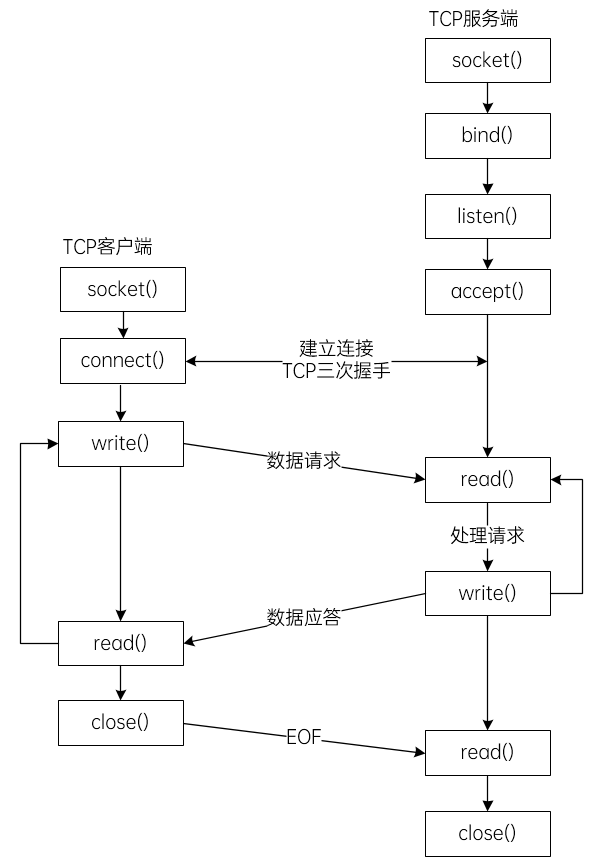 TCP服务端
socket()
bind()
listen()
TCP客户端
socket()
accept()
connect()
建立连接
TCP三次握手
write()
数据请求
read()
处理请求
write()
数据应答
read()
close()
EOF
read()
close()